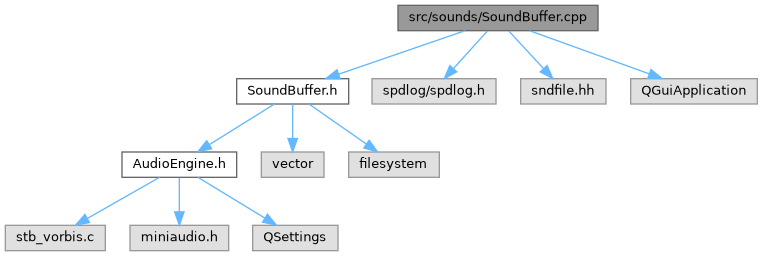 src/sounds/SoundBuffer.cpp
SoundBuffer.h
spdlog/spdlog.h
sndfile.hh
QGuiApplication
AudioEngine.h
vector
filesystem
stb_vorbis.c
miniaudio.h
QSettings